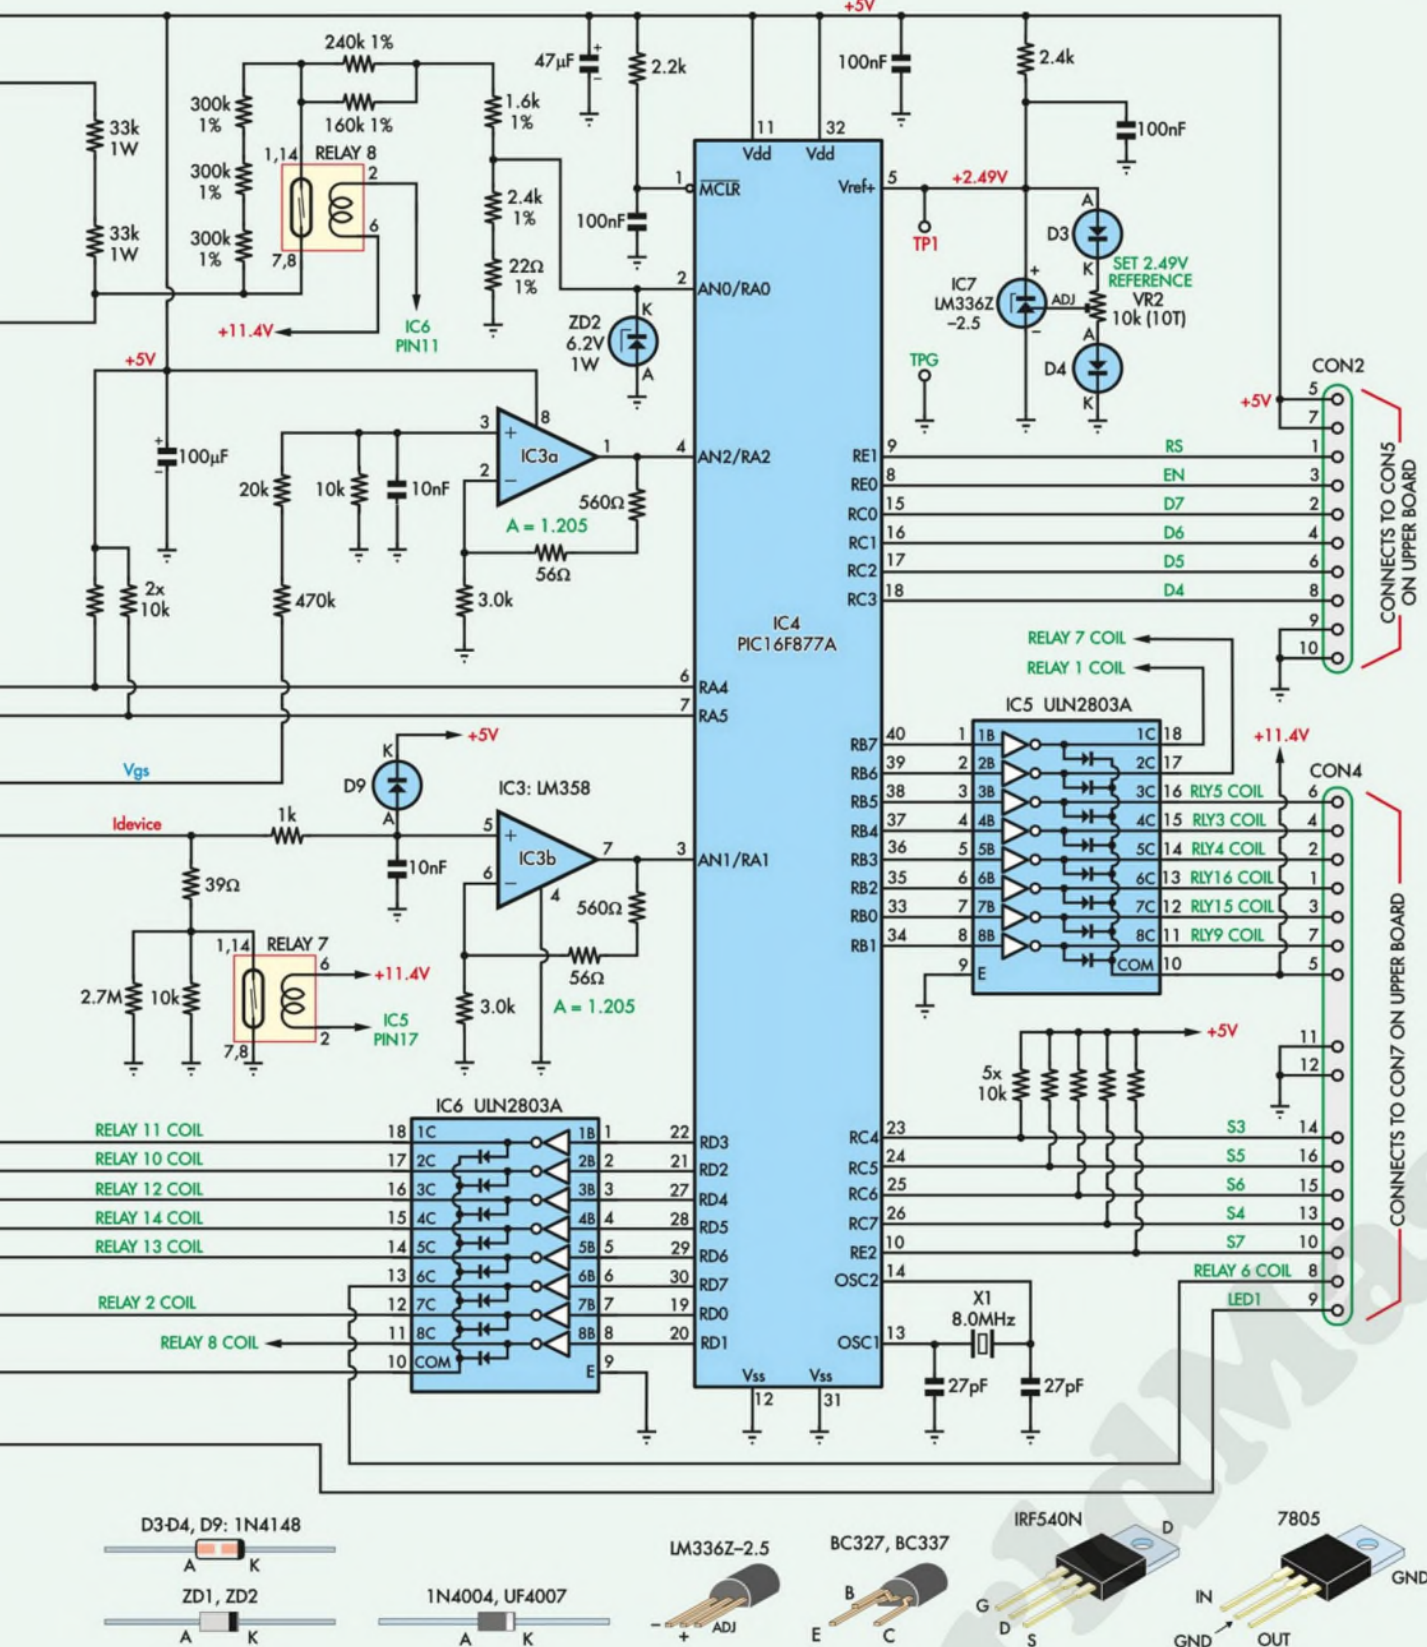 +5V
240k 1%
47µF
+
−
2.2k
100nF
2.4k
300k
1%
160k 1%
1.6k
1%
33k
1W
1,14
RELAY 8
2
11
32
Vdd
Vdd
100nF
300k
1%
2.4k
1%
1
MCLR
Vref+
5
+2.49V
100nF
6
TP1
A
D3
K
33k
1W
300k
1%
7,8
22Ω
1%
2
AN0/RA0
SET 2.49V
REFERENCE
+
IC7
LM336Z
–2.5
−
ADJ
VR2
10k (10T)
+11.4V
IC6
PIN11
ZD2
6.2V
1W
K
A
A
D4
K
TPG
+5V
CON2
3
+
8
IC3a
1
4
AN2/RA2
2
−
+5V
5
7
+
100µF
−
20k
10k
10nF
560Ω
A = 1.205
56Ω
3.0k
RE1
9
RS
1
RE0
8
EN
3
RC0
15
D7
2
RC1
16
D6
4
RC2
17
D5
6
RC3
18
D4
8
9
10
CONNECTS TO CON5
ON UPPER BOARD
2x
10k
470k
IC4
PIC16F877A
RELAY 7 COIL
RELAY 1 COIL
6
RA4
7
RA5
IC5 ULN2803A
+11.4V
CON4
Vgs
K
+5V
D9
A
IC3: LM358
RB7
40
1
1B
1C
18
RB6
39
2
2B
2C
17
RB5
38
3
3B
3C
16
RLY5 COIL
6
RB4
37
4
4B
4C
15
RLY3 COIL
4
RB3
36
5
5B
5C
14
RLY4 COIL
2
RB2
35
6
6B
6C
13
RLY16 COIL
1
RB0
33
7
7B
7C
12
RLY15 COIL
3
RB1
34
8
8B
8C
11
RLY9 COIL
7
9
E
COM
10
5
Idevice
1k
5
+
IC3b
7
3
AN1/RA1
6
−
4
10nF
39Ω
560Ω
56Ω
3.0k
A = 1.205
1,14
RELAY 7
6
+11.4V
2.7M
10k
IC5
PIN17
2
7,8
+5V
5x
10k
11
12
CONNECTS TO CON7 ON UPPER BOARD
IC6 ULN2803A
RELAY 11 COIL
18
1C
1B
1
22
RD3
RELAY 10 COIL
17
2C
2B
2
21
RD2
RELAY 12 COIL
16
3C
3B
3
27
RD4
RELAY 14 COIL
15
4C
4B
4
28
RD5
RELAY 13 COIL
14
5C
5B
5
29
RD6
13
6C
6B
6
30
RD7
RELAY 2 COIL
12
7C
7B
7
19
RD0
RELAY 8 COIL
11
8C
8B
8
20
RD1
10
COM
E
9
RC4
23
S3
14
RC5
24
S5
16
RC6
25
S6
15
RC7
26
S4
13
RE2
10
S7
10
OSC2
14
RELAY 6 COIL
8
LED1
9
X1
8.0MHz
OSC1
13
27pF
27pF
Vss
Vss
12
31
D3-D4, D9: 1N4148
A
K
ZD1, ZD2
A
K
1N4004, UF4007
A
K
LM336Z–2.5
−
+
ADJ
BC327, BC337
B
E
C
IRF540N
D
G
D
S
7805
GND
IN
GND
OUT